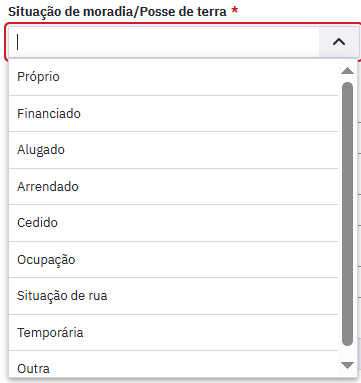 Situação de moradia/Posse de terra *
Próprio
Financiado
Alugado
Arrendado
Cedido
Ocupação
Situação de rua
Temporária
Outra